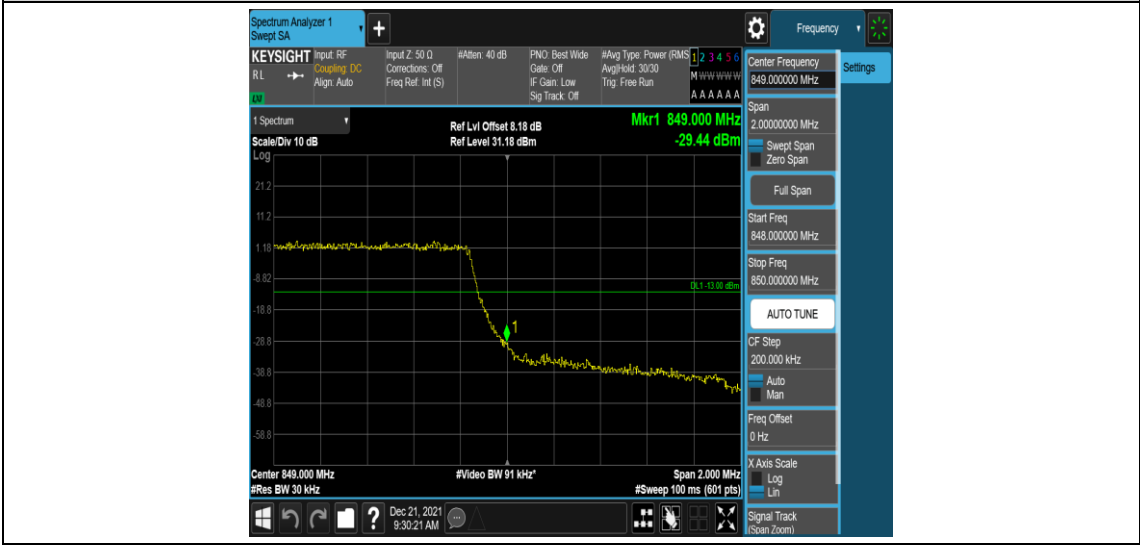 Spectrum Analyzer 1
Swept SA
+
Frequency
KEYSIGHT
RL
Input: RF
Coupling: DC
Align: Auto
Input Z: 50 Ω
Corrections: Off
Freq Ref: Int (S)
#Atten: 40 dB
PNO: Best Wide
Gate: Off
IF Gain: Low
Sig Track: Off
#Avg Type: Power (RMS
Avg|Hold: 30/30
Trig: Free Run
1 2 3 4 5 6
M W W W W W
A A A A A A
1 Spectrum
Scale/Div 10 dB
Log
Ref Lvl Offset 8.18 dB
Ref Level 31.18 dBm
Mkr1 849.000 MHz
-29.44 dBm
21.2
11.2
1.18
-8.82
-18.8
-28.8
-38.8
-48.8
-58.8
DL1 -13.00 dBm
1
Center 849.000 MHz
#Res BW 30 kHz
#Video BW 91 kHz*
Span 2.000 MHz
#Sweep 100 ms (601 pts)
Dec 21, 2021
9:30:21 AM
?
Center Frequency
849.000000 MHz
Settings
Span
2.00000000 MHz
Swept Span
Zero Span
Full Span
Start Freq
848.000000 MHz
Stop Freq
850.000000 MHz
AUTO TUNE
CF Step
200.000 kHz
Auto
Man
Freq Offset
0 Hz
X Axis Scale
Log
Lin
Signal Track
(Span Zoom)